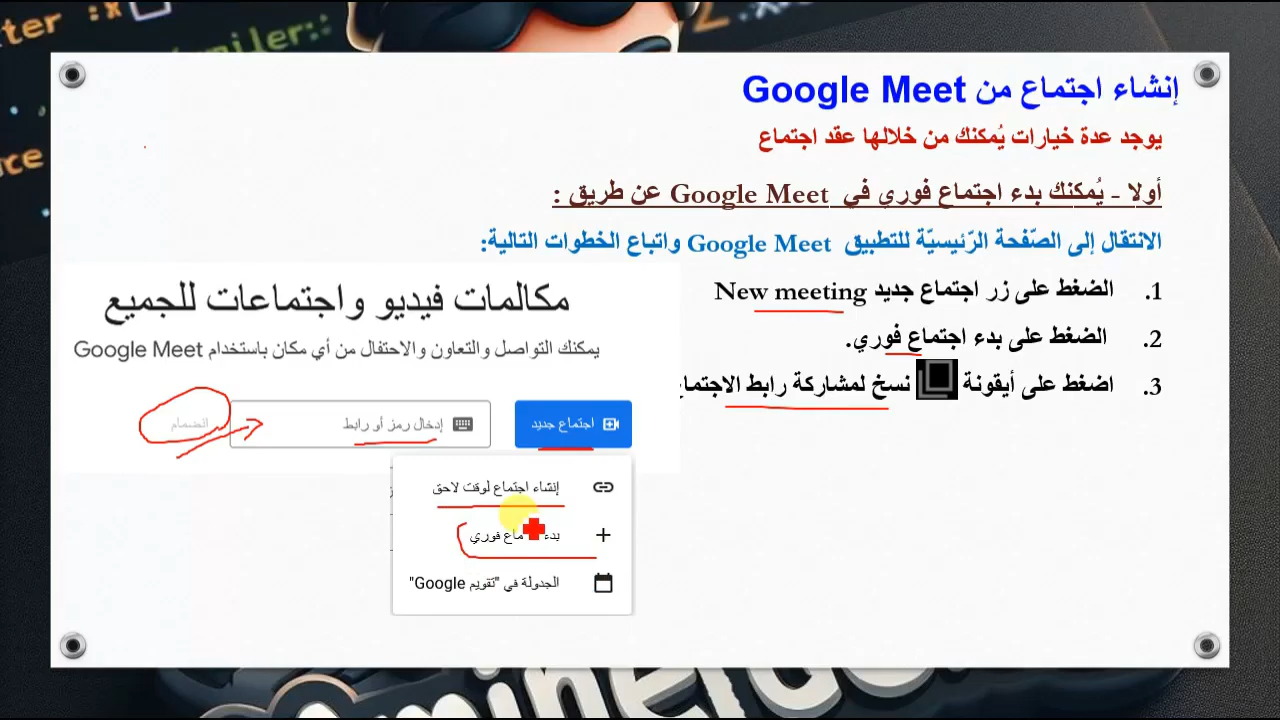 إنشاء اجتماع من Google Meet
يوجد عدة خيارات يُمكنك من خلالها عقد اجتماع
أولا - يُمكنك بدء اجتماع فوري في Google Meet عن طريق :
الانتقال إلى الصّفحة الرّئيسيّة للتطبيق Google Meet واتباع الخطوات التالية:
1. الضغط على زر اجتماع جديد New meeting
2. الضغط على بدء اجتماع فوري.
3. اضغط على أيقونة نسخ لمشاركة رابط الاجتماع
مكالمات فيديو واجتماعات للجميع
يمكنك التواصل والتعاون والاحتفال من أي مكان باستخدام Google Meet
اجتماع جديد
إدخال رمز أو رابط
انضمام
إنشاء اجتماع لوقت لاحق
بدء ماع فوري
الجدولة في "تقويم Google"